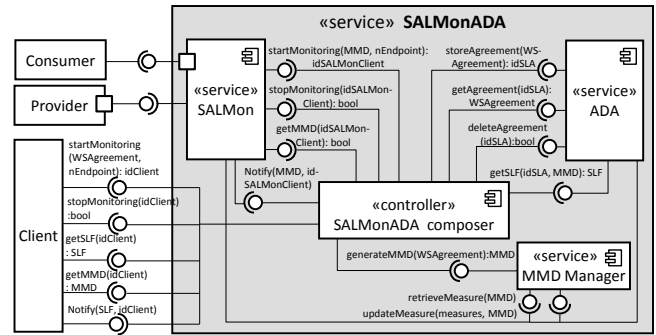 «service» SALMonADA
Consumer
Provider
Client
«service»
SALMon
startMonitoring(MMD, nEndpoint):
idSALMonClient
stopMonitoring(idSALMon-
Client): bool
getMMD(idSALMon-
Client): bool
Notify(MMD, id-
SALMonClient)
storeAgreement(WS-
Agreement): idSLA
getAgreement(idSLA):
WSAgreement
deleteAgreement
(idSLA):bool
getSLF(idSLA, MMD): SLF
«service»
ADA
startMonitoring
(WSAgreement,
nEndpoint): idClient
stopMonitoring(idClient)
:bool
getSLF(idClient)
: SLF
getMMD(idClient)
: MMD
Notify(SLF, idClient)
«controller»
SALMonADA composer
generateMMD(WSAgreement):MMD
«service»
MMD Manager
retrieveMeasure(MMD)
updateMeasure(measures, MMD)